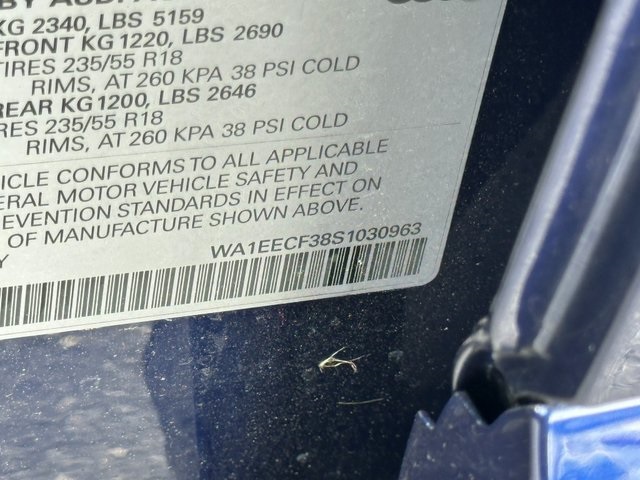 KG 2340, LBS 5159
FRONT KG 1220, LBS 2690
TIRES 235/55 R18
RIMS, AT 260 KPA 38 PSI COLD
REAR KG 1200, LBS 2646
RES 235/55 R18
RIMS, AT 260 KPA 38 PSI COLD
HICLE CONFORMS TO ALL APPLICABLE
ERAL MOTOR VEHICLE SAFETY AND
EVENTION STANDARDS IN EFFECT ON
OF MANUFACTURE SHOWN ABOVE.
Y
WA1EECF38S1030963